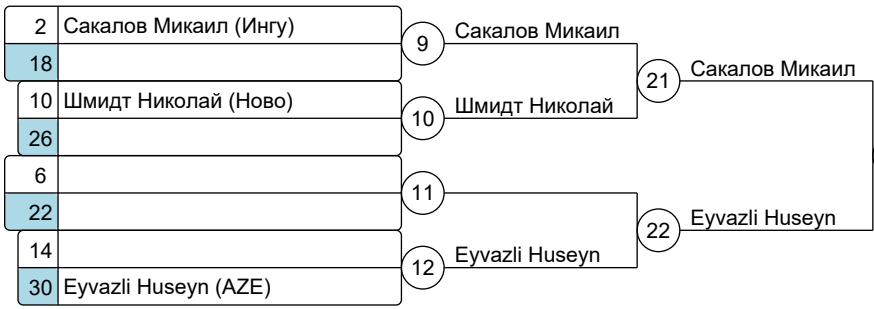 2 Сакалов Микаил (Ингу)
18
9 Сакалов Микаил
10 Шмидт Николай (Ново)
26
10 Шмидт Николай
21 Сакалов Микаил
6
22
11
14
30 Eyvazli Huseyn (AZE)
12 Eyvazli Huseyn
22 Eyvazli Huseyn